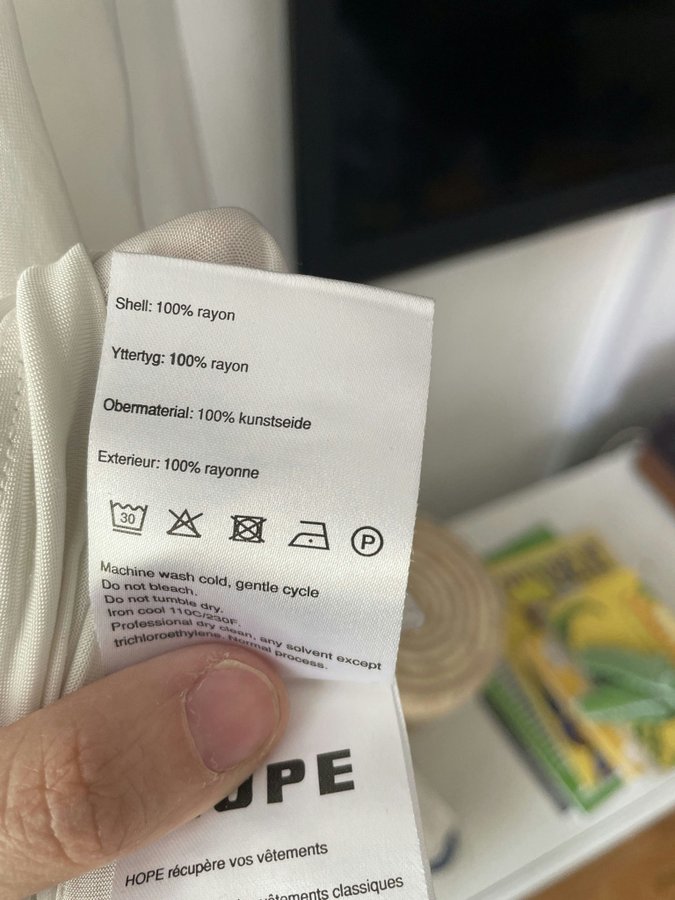 Shell: 100% rayon
Yttertyg: 100% rayon
Obermaterial: 100% kunstseide
Exterieur: 100% rayonne
30
P
Machine wash cold, gentle cycle
Do not bleach.
Do not tumble dry.
Iron cool 110C/230F.
Professional dry clean, any solvent except
trichloroethylene. Normal process.
OPE
HOPE récupère vos vêtements
vêtements classiques